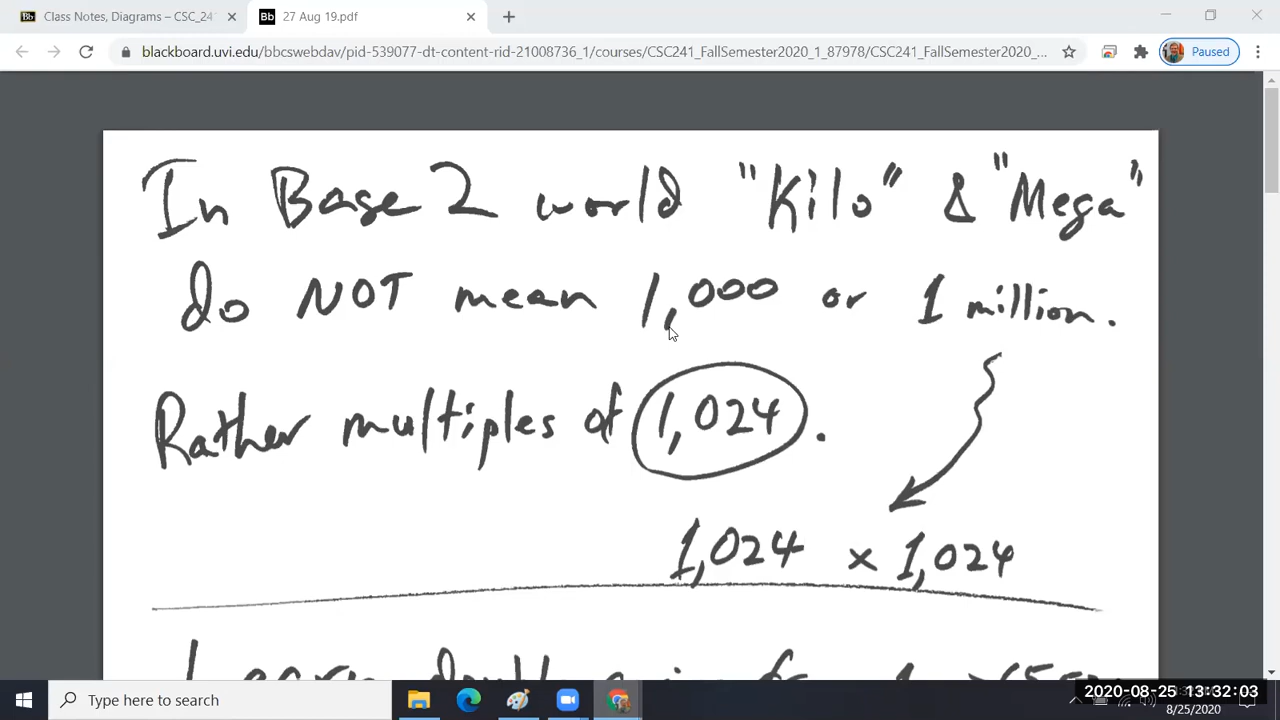 Class Notes, Diagrams – CSC_24
Bb 27 Aug 19.pdf
blackboard.uvi.edu/bbcswebdav/pid-539077-dt-content-rid-21008736_1/courses/CSC241_FallSemester2020_1_87978/CSC241_FallSemester2020_...
Paused
In Base 2 world "Kilo" & "Mega"
do NOT mean 1,000 or 1 million.
Rather multiples of 1,024.
1,024 x 1,024
Type here to search
2020-08-25 13:32:03
8/25/2020